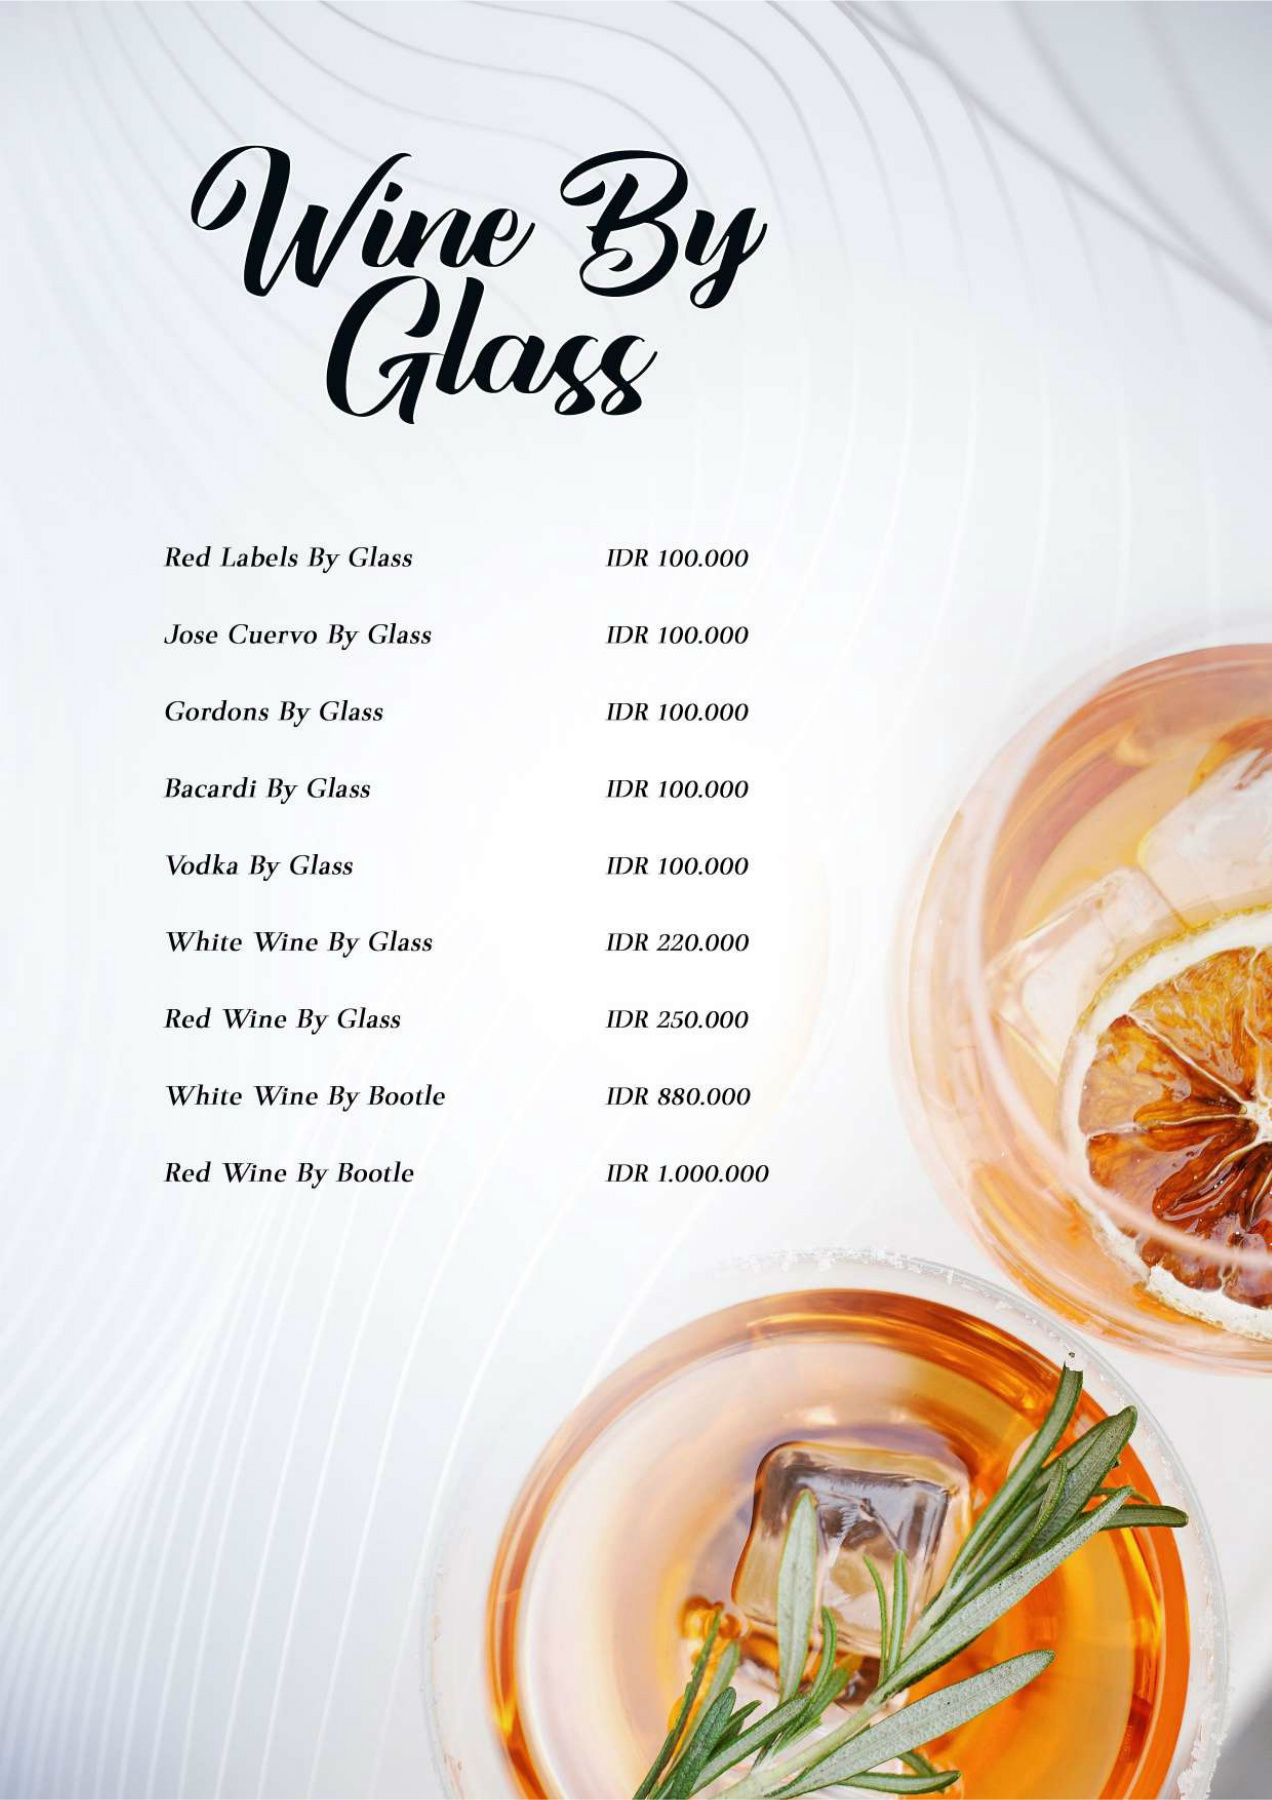 Wine By
Glass
Red Labels By Glass IDR 100.000
Jose Cuervo By Glass IDR 100.000
Gordons By Glass IDR 100.000
Bacardi By Glass IDR 100.000
Vodka By Glass IDR 100.000
White Wine By Glass IDR 220.000
Red Wine By Glass IDR 250.000
White Wine By Bootle IDR 880.000
Red Wine By Bootle IDR 1.000.000